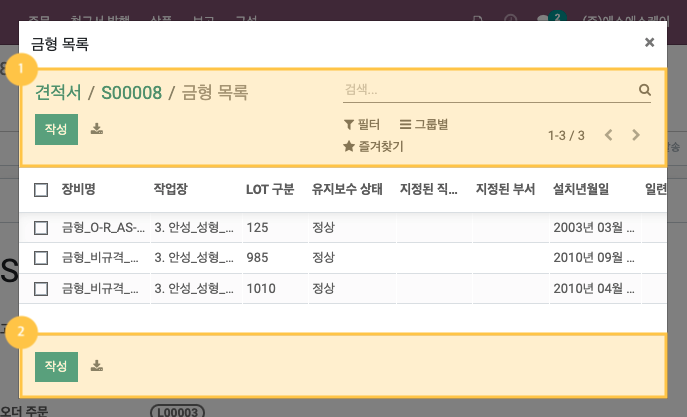 주문 청구서 발행 상품 보고 구성 2 (주)에스에스레이
금형 목록 ×
1
견적서 / S00008 / 금형 목록 검색...
작성 필터 그룹별 1-3 / 3
즐겨찾기
장비명 작업장 LOT 구분 유지보수 상태 지정된 직... 지정된 부서 설치년월일 일련
금형_O-R_AS-... 3. 안성_성형_... 125 정상 2003년 03월 ...
금형_비규격_... 3. 안성_성형_... 985 정상 2010년 09월 ...
금형_비규격_... 3. 안성_성형_... 1010 정상 2010년 04월 ...
2
작성
오더 주문 L00003